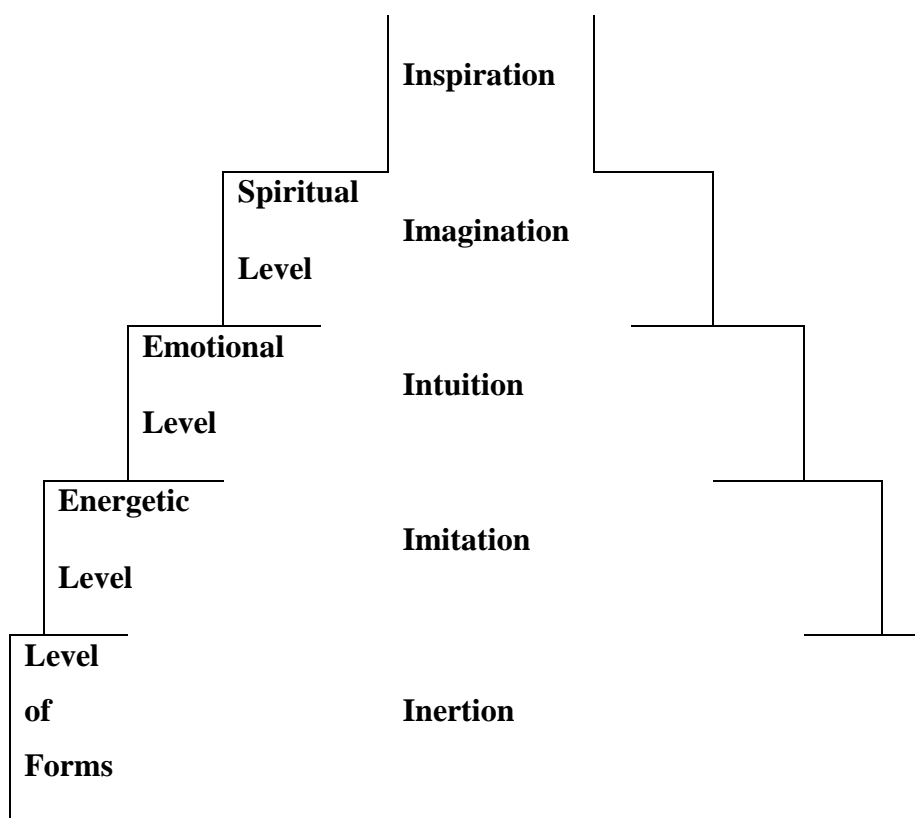 Inspiration
Spiritual
Level
Imagination
Emotional
Level
Intuition
Energetic
Level
Imitation
Level
of
Forms
Inertion